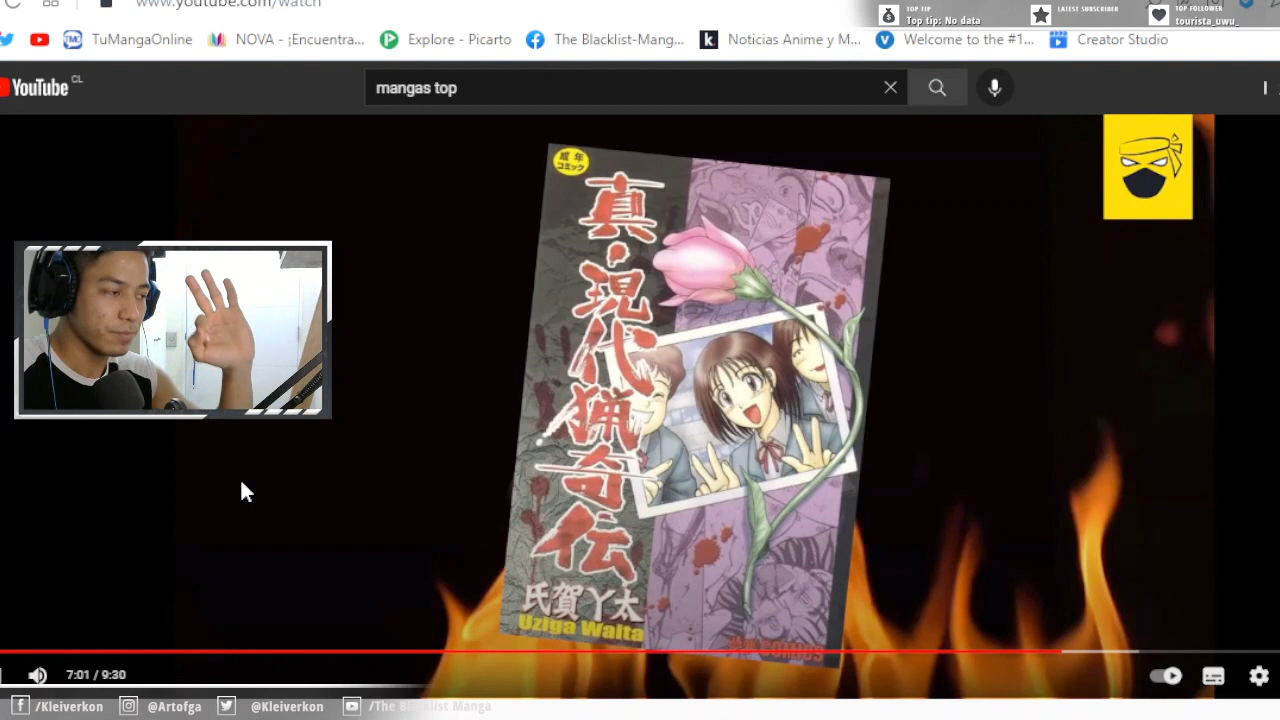 www.youtube.com/watch
TOP TIP
Top tip: No data
LATEST SUBSCRIBER
TOP FOLLOWER
tourista_uwu_
TuMangaOnline
NOVA - ¡Encuentra...
Explore - Picarto
The Blacklist-Mang...
k
Noticias Anime y M...
V
Welcome to the #1...
Creator Studio
YouTube CL
mangas top
成年
コミック
真・現代猟奇伝
氏賀Y太
Uziga Waita
COMICS
7:01 / 9:30
/Kleiverkon
@Artofga
@Kleiverkon
/The Blacklist Manga